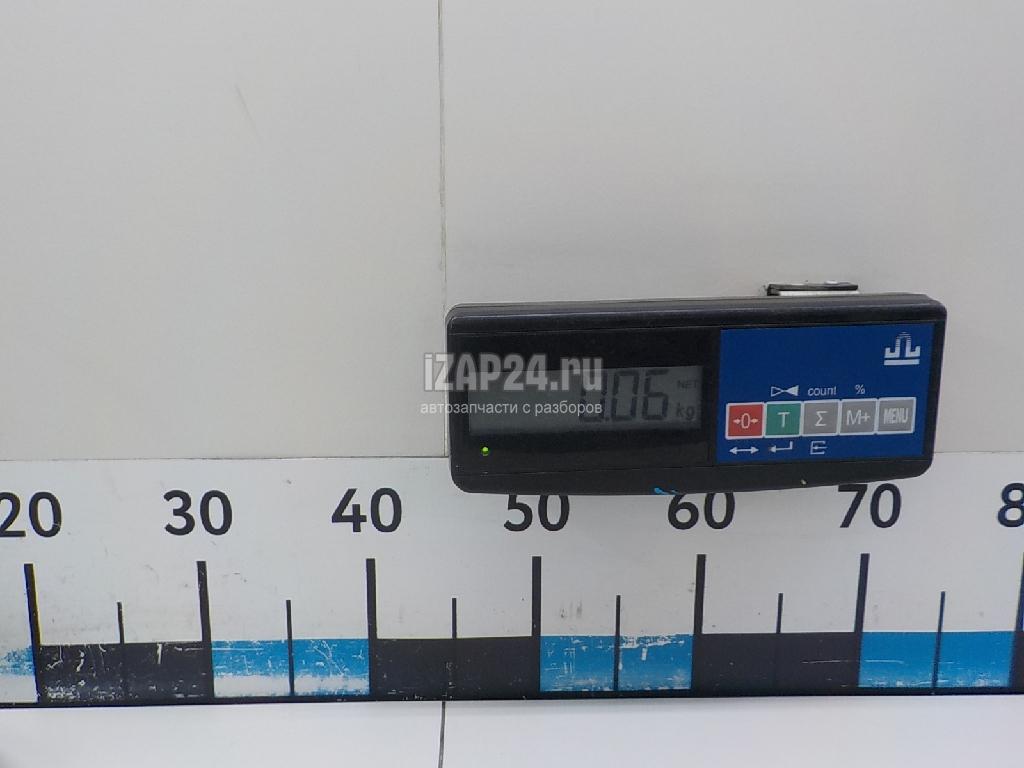 iZAP24.ru
автозапчасти с разборов
0.06 NET kg
count %
→0← T Σ M+ MENU
20 30 40 50 60 70 8